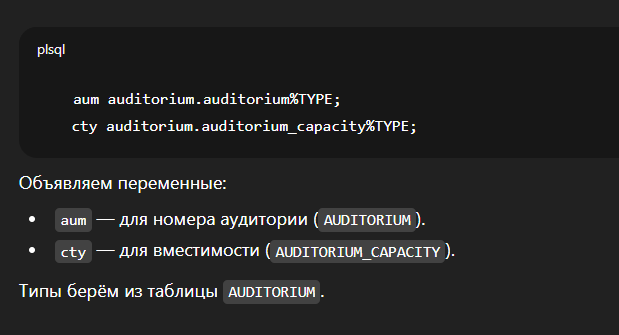 plsql
aum auditorium.auditorium%TYPE;
cty auditorium.auditorium_capacity%TYPE;
Объявляем переменные:
• aum — для номера аудитории (AUDITORIUM).
• cty — для вместимости (AUDITORIUM_CAPACITY).
Типы берём из таблицы AUDITORIUM.